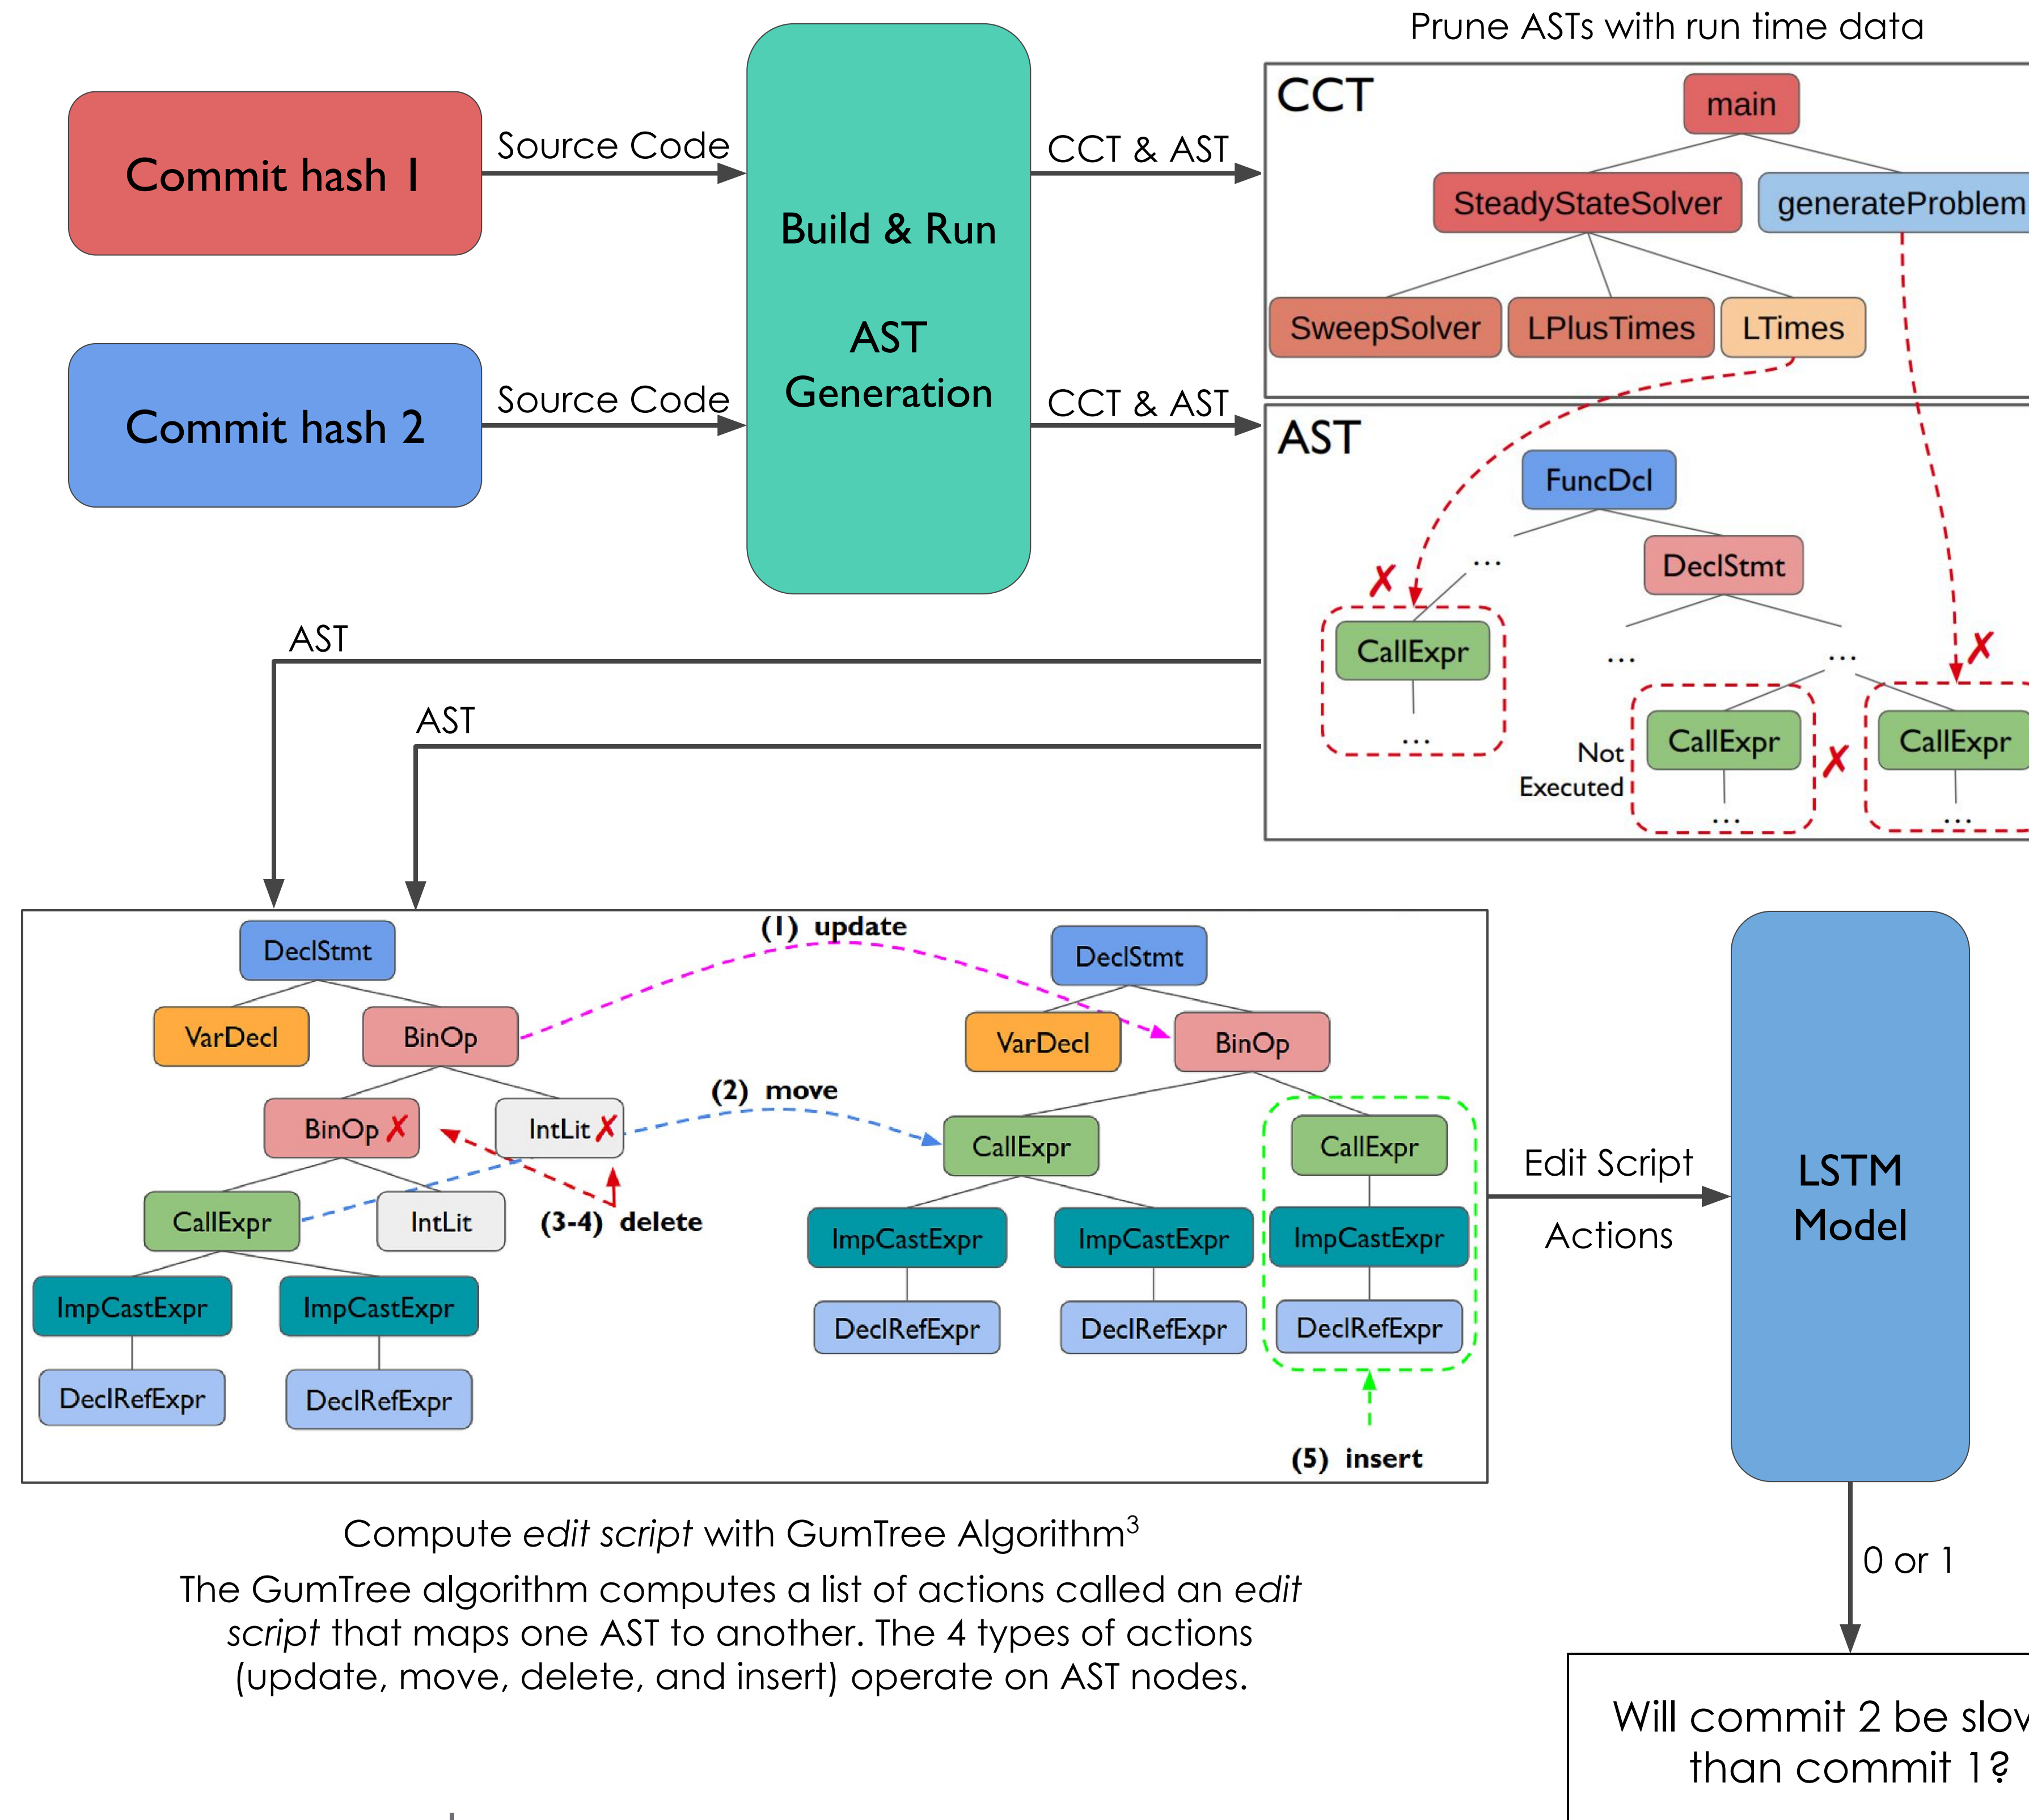 Prune ASTs with run time data
Commit hash 1
Source Code
Build & Run
AST
Generation
CCT & AST
Commit hash 2
Source Code
CCT & AST
CCT
main
SteadyStateSolver
generateProblem
SweepSolver
LPlusTimes
LTimes
AST
FuncDcl
...
DeclStmt
CallExpr
...
...
...
Not
Executed
CallExpr
CallExpr
...
...
AST
AST
(1) update
DeclStmt
DeclStmt
VarDecl
BinOp
VarDecl
BinOp
(2) move
BinOp
IntLit
CallExpr
CallExpr
CallExpr
IntLit
(3-4) delete
ImpCastExpr
ImpCastExpr
ImpCastExpr
ImpCastExpr
ImpCastExpr
DeclRefExpr
DeclRefExpr
DeclRefExpr
DeclRefExpr
DeclRefExpr
(5) insert
Edit Script
Actions
LSTM
Model
0 or 1
Compute edit script with GumTree Algorithm³
The GumTree algorithm computes a list of actions called an edit
script that maps one AST to another. The 4 types of actions
(update, move, delete, and insert) operate on AST nodes.
Will commit 2 be
than commit 1?